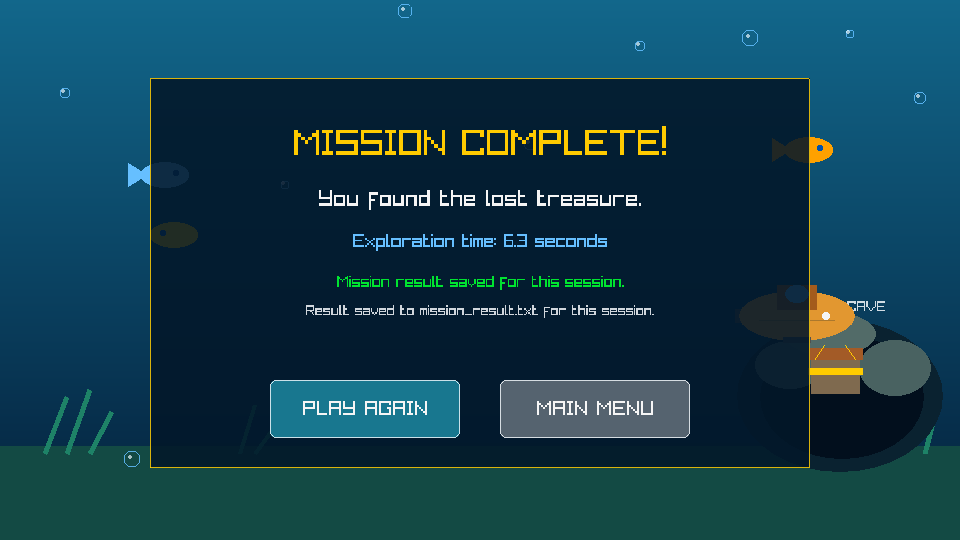 MISSION COMPLETE!
You found the lost treasure.
Exploration time: 6.3 seconds
Mission result saved for this session.
Result saved to mission_result.txt for this session.
CAVE
PLAY AGAIN
MAIN MENU